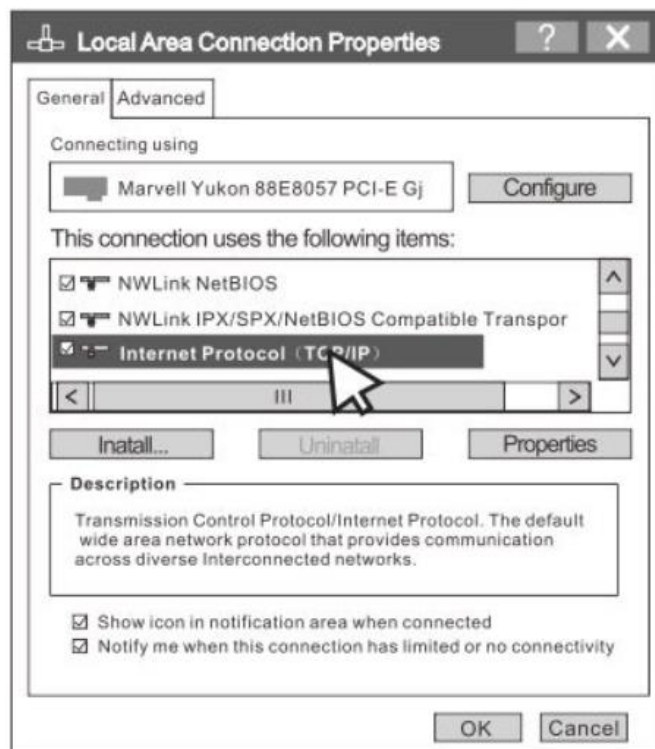 Local Area Connection Properties ? X
General Advanced
Connecting using
Marvell Yukon 88E8057 PCI-E Gj Configure
This connection uses the following items:
NWLink NetBIOS
NWLink IPX/SPX/NetBIOS Compatible Transpor
Internet Protocol（TCP/IP）
Inatall... Uninatall Properties
Description
Transmission Control Protocol/Internet Protocol. The default
wide area network protocol that provides communication
across diverse Interconnected networks.
Show icon in notification area when connected
Notify me when this connection has limited or no connectivity
OK Cancel